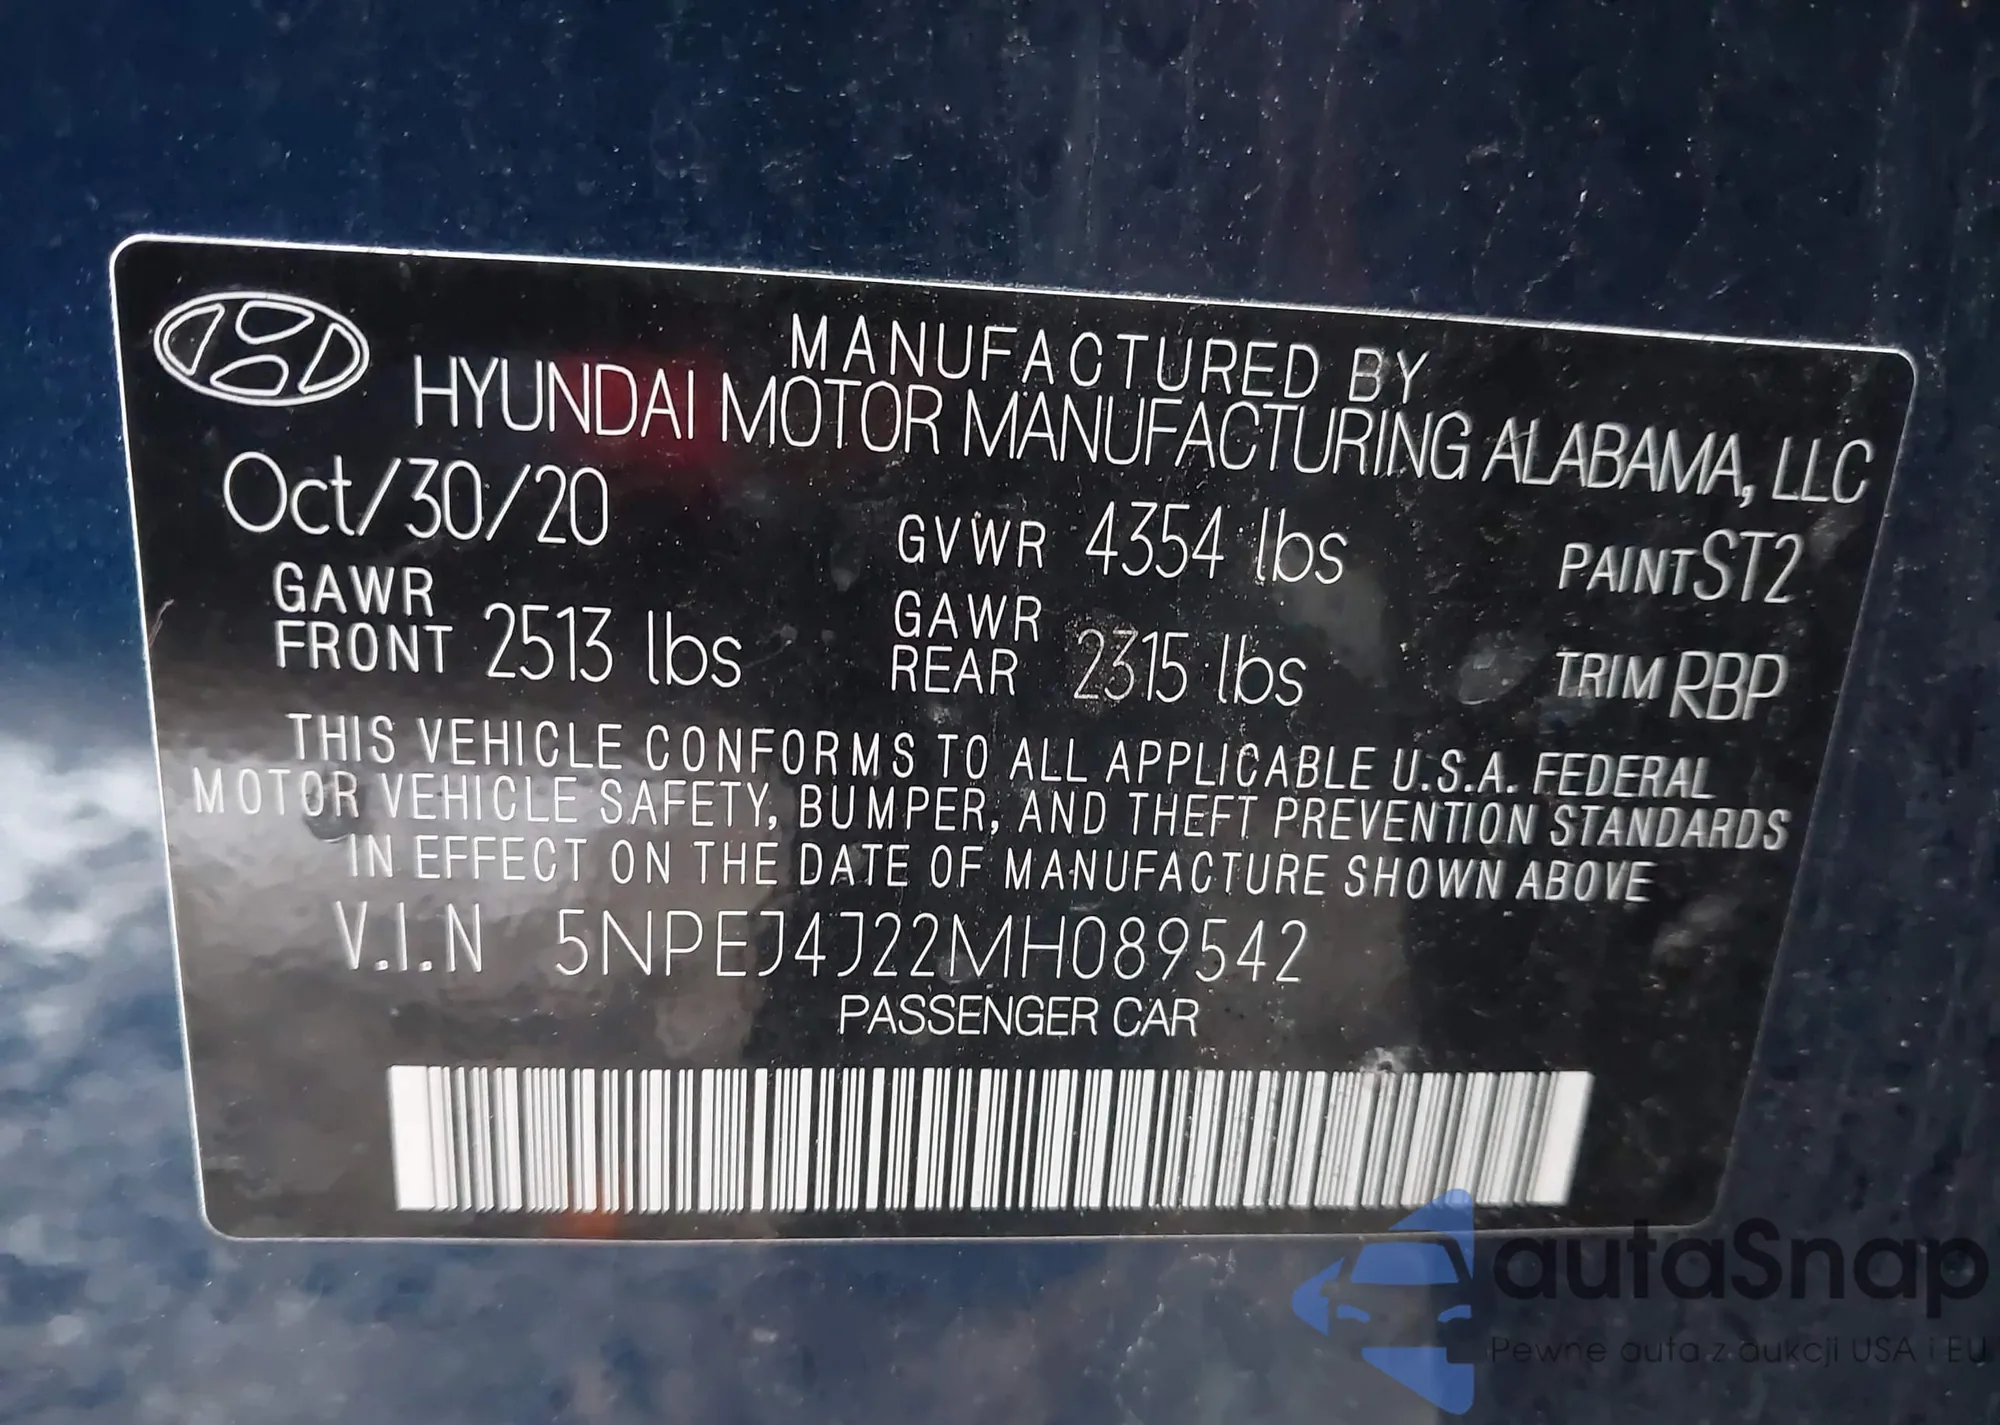 MANUFACTURED BY
HYUNDAI MOTOR MANUFACTURING ALABAMA, LLC
Oct/30/20 GVWR 4354 lbs PAINT ST2
GAWR FRONT 2513 lbs GAWR REAR 2315 lbs TRIM RBP
THIS VEHICLE CONFORMS TO ALL APPLICABLE U.S.A. FEDERAL
MOTOR VEHICLE SAFETY, BUMPER, AND THEFT PREVENTION STANDARDS
IN EFFECT ON THE DATE OF MANUFACTURE SHOWN ABOVE
V.I.N 5NPEJ4J22MH089542
PASSENGER CAR
autaSnap
Pewne auta z aukcji USA i EU